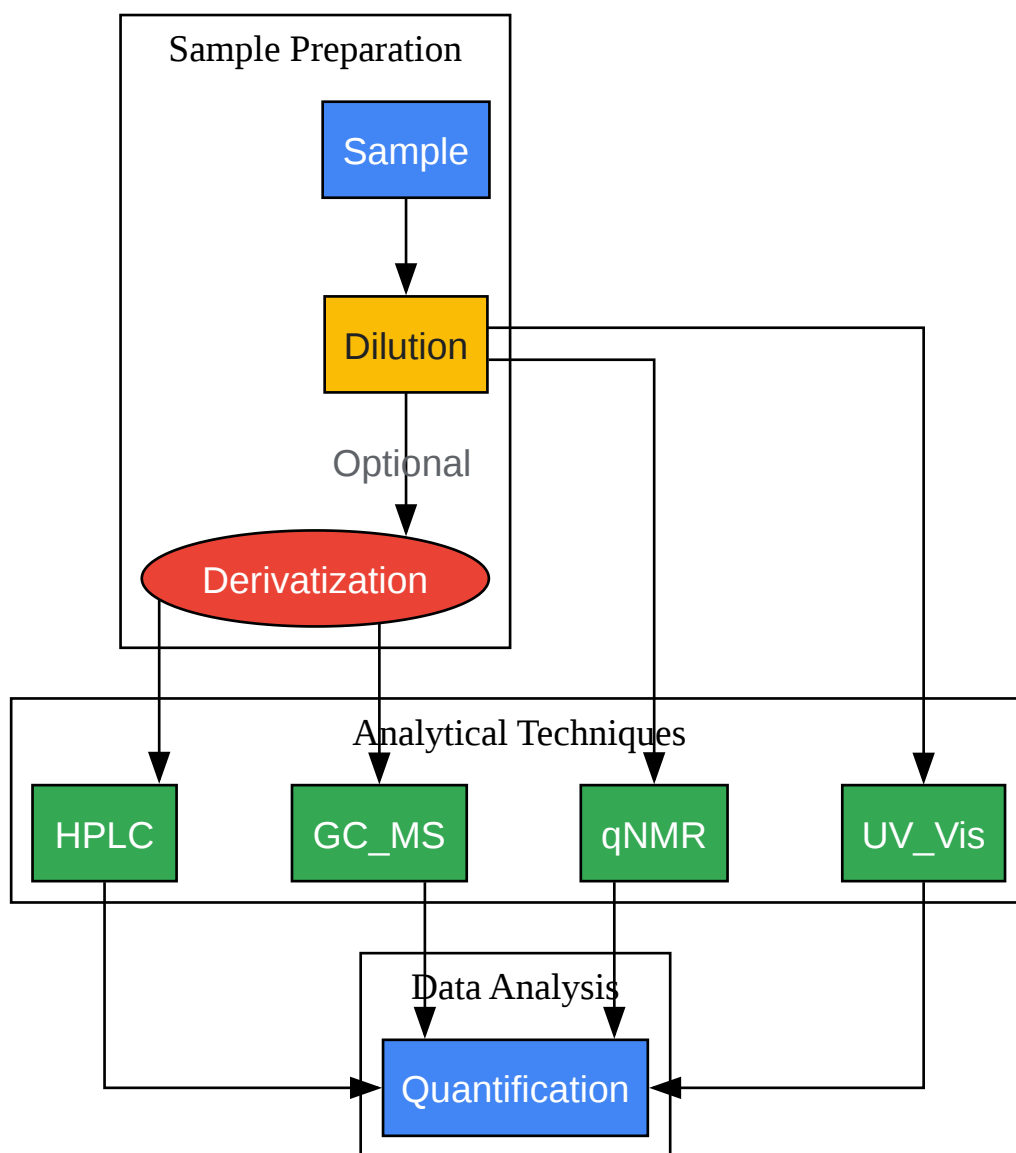 Sample Preparation
Sample
Dilution
Optional
Derivatization
Analytical Techniques
HPLC
GC_MS
qNMR
UV_Vis
Data Analysis
Quantification